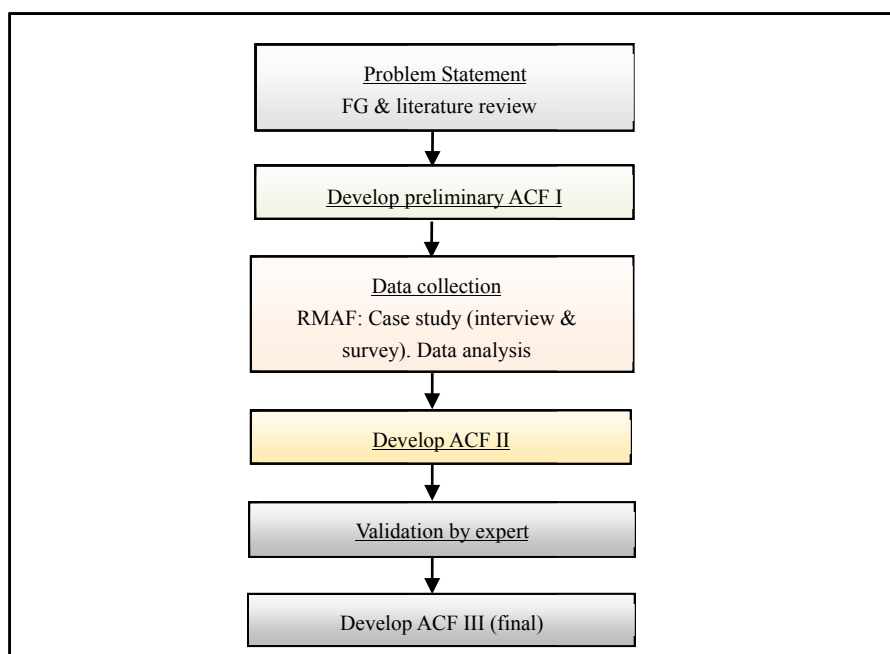 Problem Statement
FG & literature review
Develop preliminary ACF I
Data collection
RMAF: Case study (interview &
survey). Data analysis
Develop ACF II
Validation by expert
Develop ACF III (final)